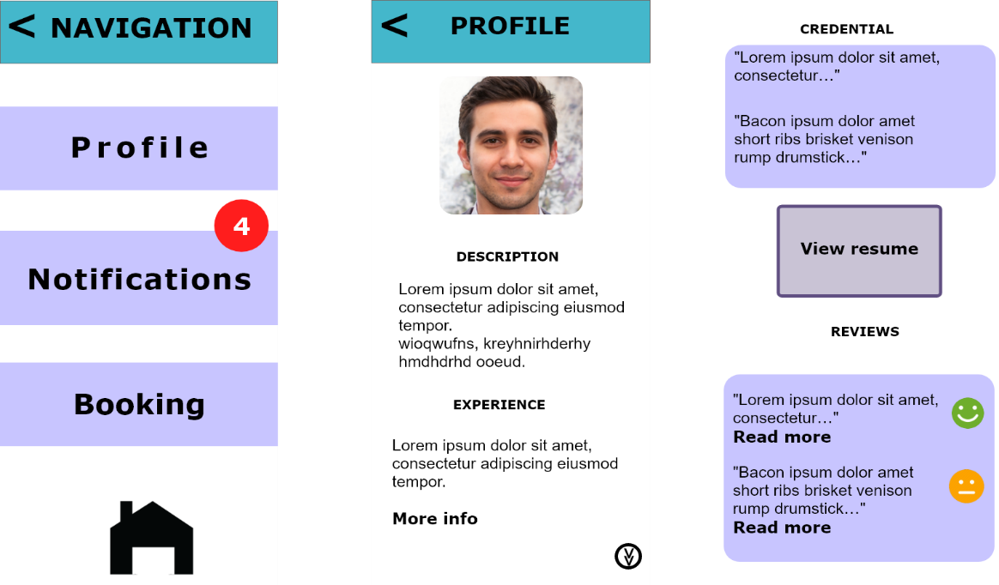 < NAVIGATION
Profile
4
Notifications
Booking
< PROFILE
DESCRIPTION
Lorem ipsum dolor sit amet,
consectetur adipiscing eiusmod
tempor.
wioqwufns, kreyhnirhderhy
hmdhdrhd ooeud.
EXPERIENCE
Lorem ipsum dolor sit amet,
consectetur adipiscing eiusmod
tempor.
More info
CREDENTIAL
"Lorem ipsum dolor sit amet,
consectetur…"
"Bacon ipsum dolor amet
short ribs brisket venison
rump drumstick…"
View resume
REVIEWS
"Lorem ipsum dolor sit amet,
consectetur…"
Read more
"Bacon ipsum dolor amet
short ribs brisket venison
rump drumstick…"
Read more